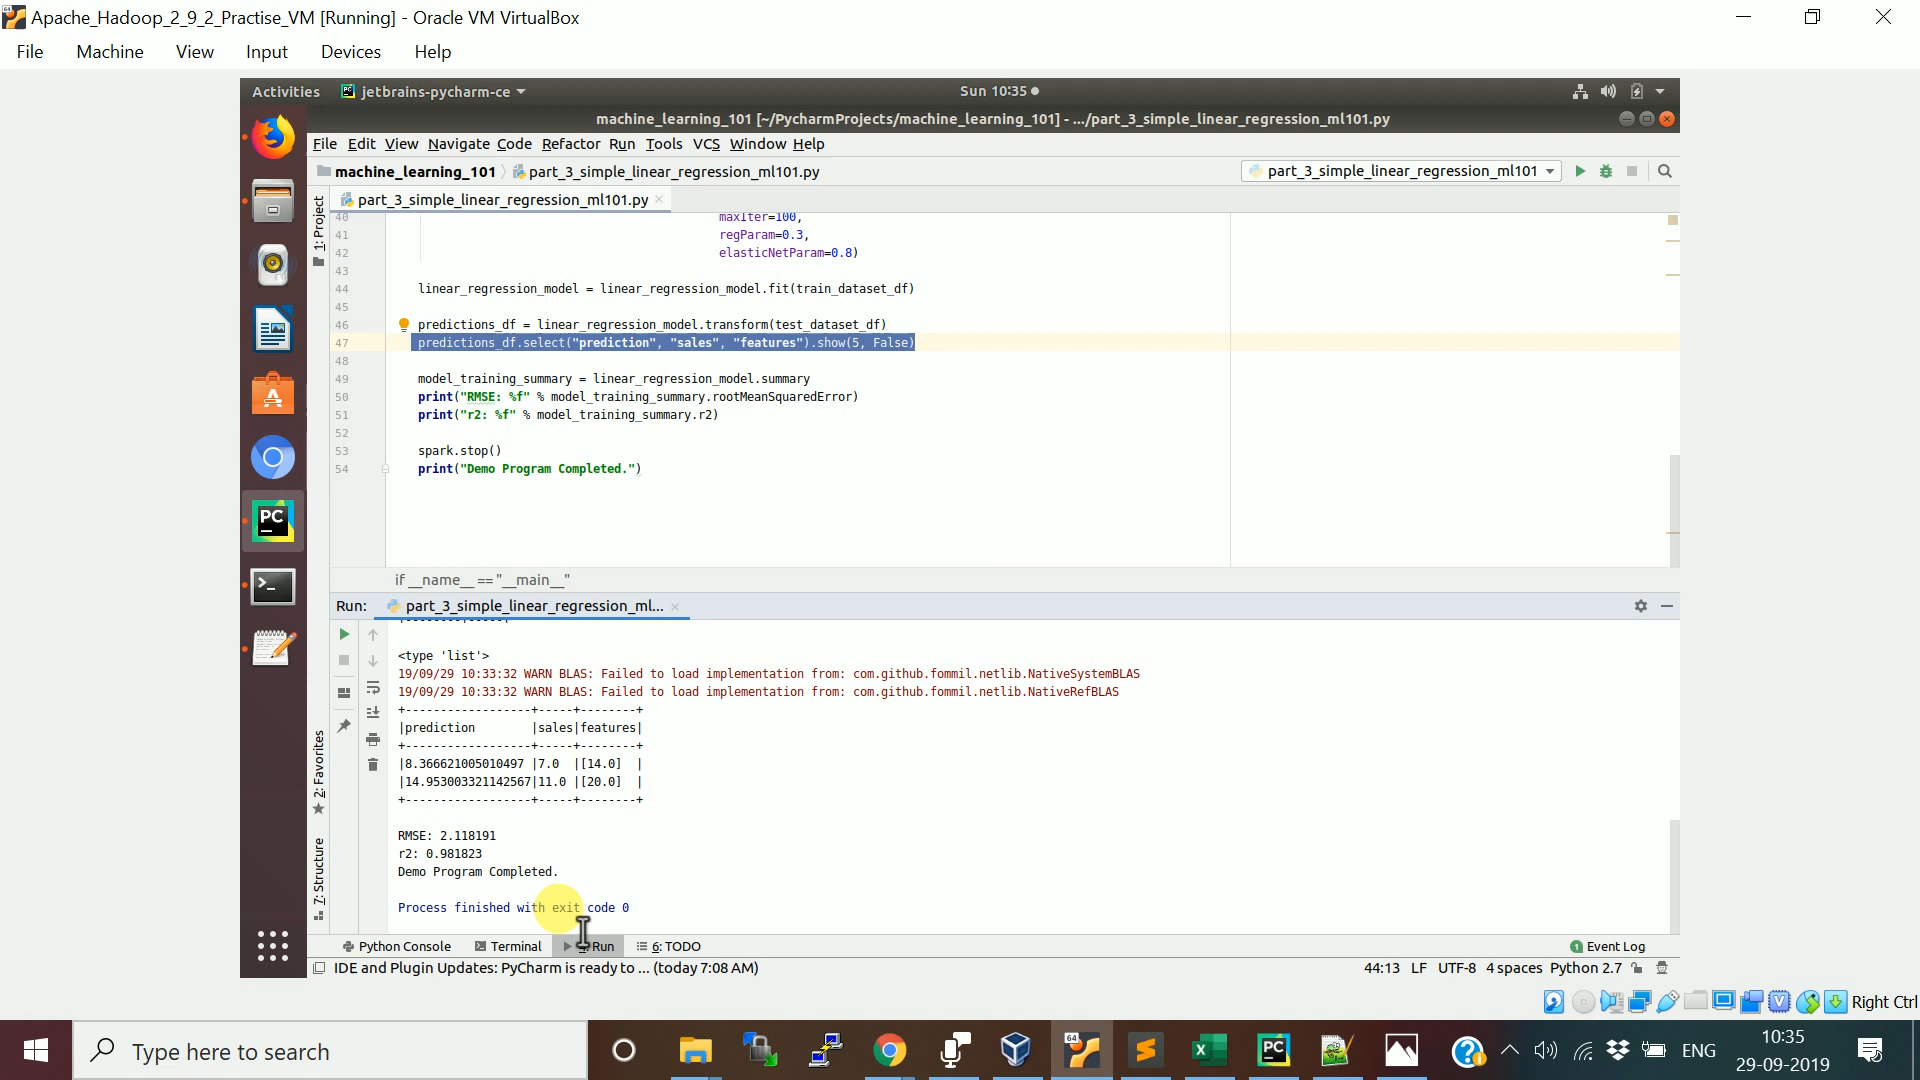 Apache_Hadoop_2_9_2_Practise_VM [Running] - Oracle VM VirtualBox
File Machine View Input Devices Help
Activities jetbrains-pycharm-ce Sun 10:35
machine_learning_101 [~/PycharmProjects/machine_learning_101] - .../part_3_simple_linear_regression_ml101.py
File Edit View Navigate Code Refactor Run Tools VCS Window Help
machine_learning_101 part_3_simple_linear_regression_ml101.py part_3_simple_linear_regression_ml101
part_3_simple_linear_regression_ml101.py
1: Project
40 maxIter=100,
41 regParam=0.3,
42 elasticNetParam=0.8)
43
44 linear_regression_model = linear_regression_model.fit(train_dataset_df)
45
46 predictions_df = linear_regression_model.transform(test_dataset_df)
47 predictions_df.select("prediction", "sales", "features").show(5, False)
48
49 model_training_summary = linear_regression_model.summary
50 print("RMSE: %f" % model_training_summary.rootMeanSquaredError)
51 print("r2: %f" % model_training_summary.r2)
52
53 spark.stop()
54 print("Demo Program Completed.")
if __name__ == "__main__"
Run: part_3_simple_linear_regression_ml...
<type 'list'>
19/09/29 10:33:32 WARN BLAS: Failed to load implementation from: com.github.fommil.netlib.NativeSystemBLAS
19/09/29 10:33:32 WARN BLAS: Failed to load implementation from: com.github.fommil.netlib.NativeRefBLAS
+------------------+-----+--------+
|prediction        |sales|features|
+------------------+-----+--------+
|8.366621005010497 |7.0  |[14.0]  |
|14.953003321142567|11.0 |[20.0]  |
+------------------+-----+--------+
2: Favorites
RMSE: 2.118191
r2: 0.981823
Demo Program Completed.
7: Structure
Process finished with exit code 0
Python Console Terminal 4: Run 6: TODO 1 Event Log
IDE and Plugin Updates: PyCharm is ready to ... (today 7:08 AM) 44:13 LF UTF-8 4 spaces Python 2.7
Right Ctrl
Type here to search ENG 10:35
29-09-2019